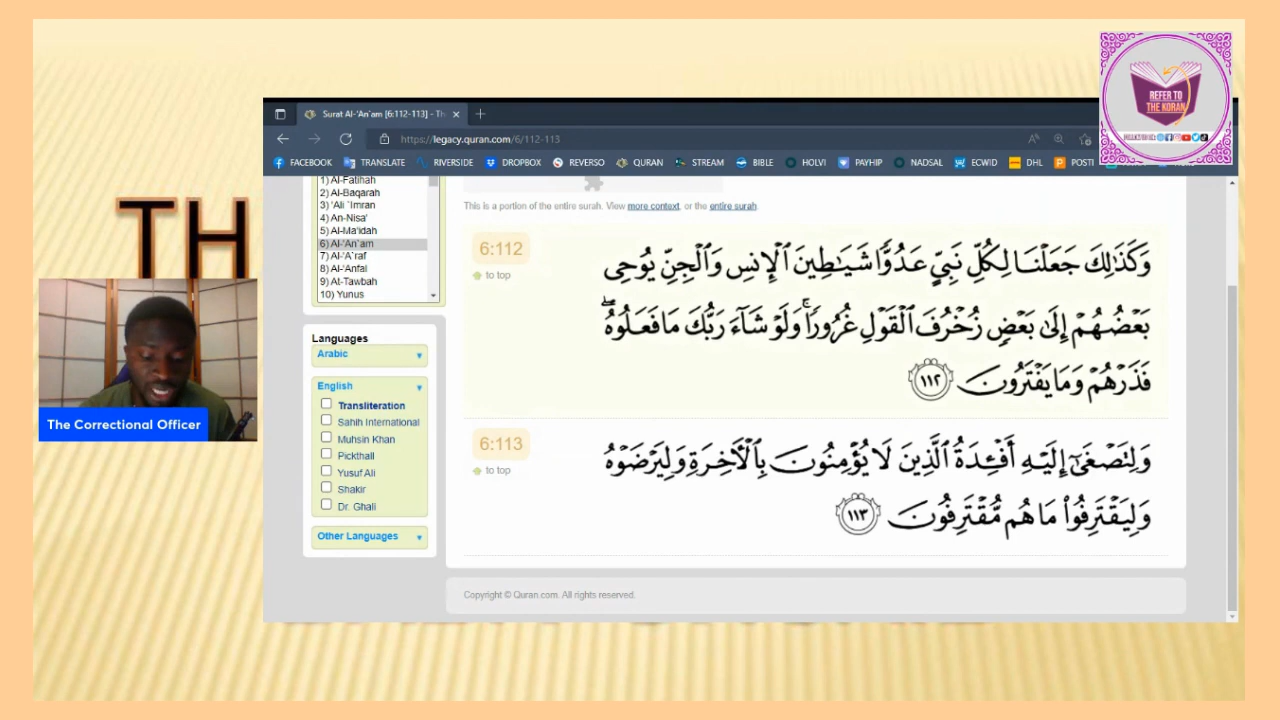 TH
REFER TO
THE KORAN
Surat Al-'An`am [6:112-113] - Th
https://legacy.quran.com/6/112-113
FACEBOOK TRANSLATE RIVERSIDE DROPBOX REVERSO QURAN STREAM BIBLE HOLVI PAYHIP NADSAL ECWID DHL POSTI
1) Al-Fatihah
2) Al-Baqarah
3) 'Ali `Imran
4) An-Nisa'
5) Al-Ma'idah
6) Al-'An`am
7) Al-'A`raf
8) Al-'Anfal
9) At-Tawbah
10) Yunus
Languages
Arabic
English
Transliteration
Sahih International
Muhsin Khan
Pickthall
Yusuf Ali
Shakir
Dr. Ghali
Other Languages
This is a portion of the entire surah. View more context, or the entire surah.
6:112
to top
وَكَذَٰلِكَ جَعَلْنَا لِكُلِّ نَبِىٍّ عَدُوًّا شَيَـٰطِينَ ٱلْإِنسِ وَٱلْجِنِّ يُوحِى
بَعْضُهُمْ إِلَىٰ بَعْضٍ زُخْرُفَ ٱلْقَوْلِ غُرُورًا ۚ وَلَوْ شَآءَ رَبُّكَ مَا فَعَلُوهُ ۖ
فَذَرْهُمْ وَمَا يَفْتَرُونَ ١١٢
6:113
to top
وَلِتَصْغَىٰٓ إِلَيْهِ أَفْـِٔدَةُ ٱلَّذِينَ لَا يُؤْمِنُونَ بِٱلْـَٔاخِرَةِ وَلِيَرْضَوْهُ
وَلِيَقْتَرِفُوا۟ مَا هُم مُّقْتَرِفُونَ ١١٣
Copyright © Quran.com. All rights reserved.
The Correctional Officer